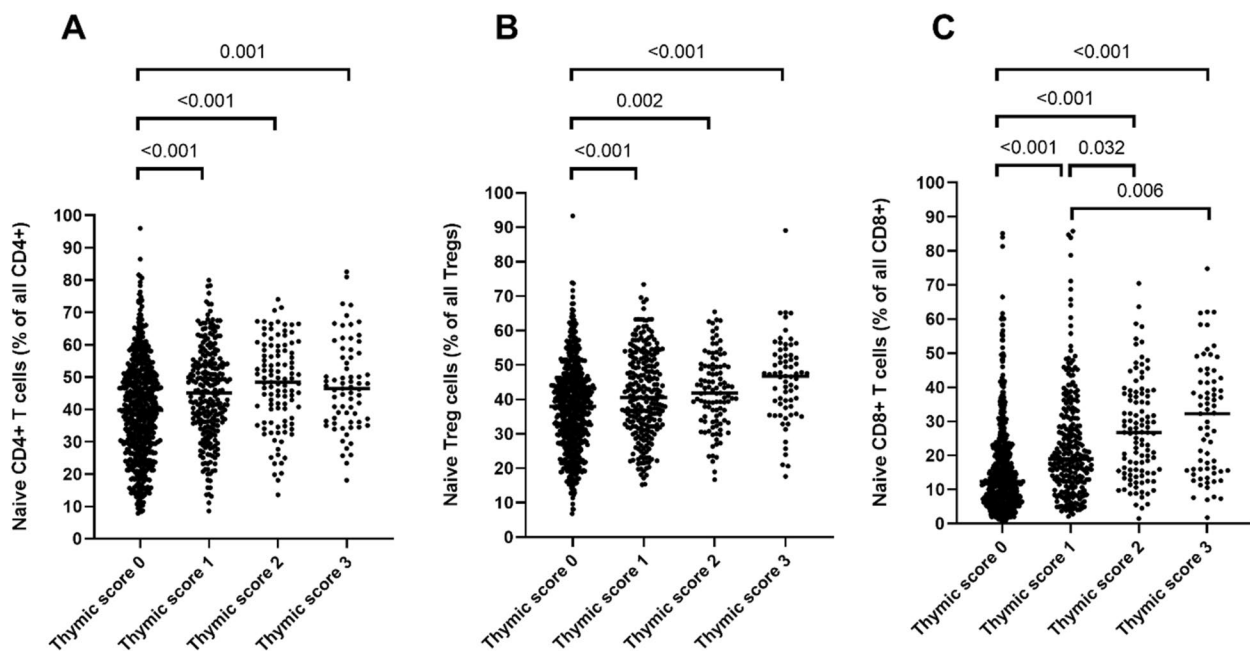 A
0.001
<0.001
<0.001
Naive CD4+ T cells (% of all CD4+)
100
90
80
70
60
50
40
30
20
10
0
Thymic score 0
Thymic score 1
Thymic score 2
Thymic score 3
B
<0.001
0.002
<0.001
Naive Treg cells (% of all Tregs)
100
90
80
70
60
50
40
30
20
10
0
Thymic score 0
Thymic score 1
Thymic score 2
Thymic score 3
C
<0.001
<0.001
<0.001
0.032
0.006
Naive CD8+ T cells (% of all CD8+)
100
90
80
70
60
50
40
30
20
10
0
Thymic score 0
Thymic score 1
Thymic score 2
Thymic score 3